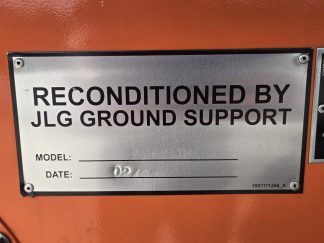 RECONDITIONED BY
JLG GROUND SUPPORT
MODEL:
DATE:
1001111266_A